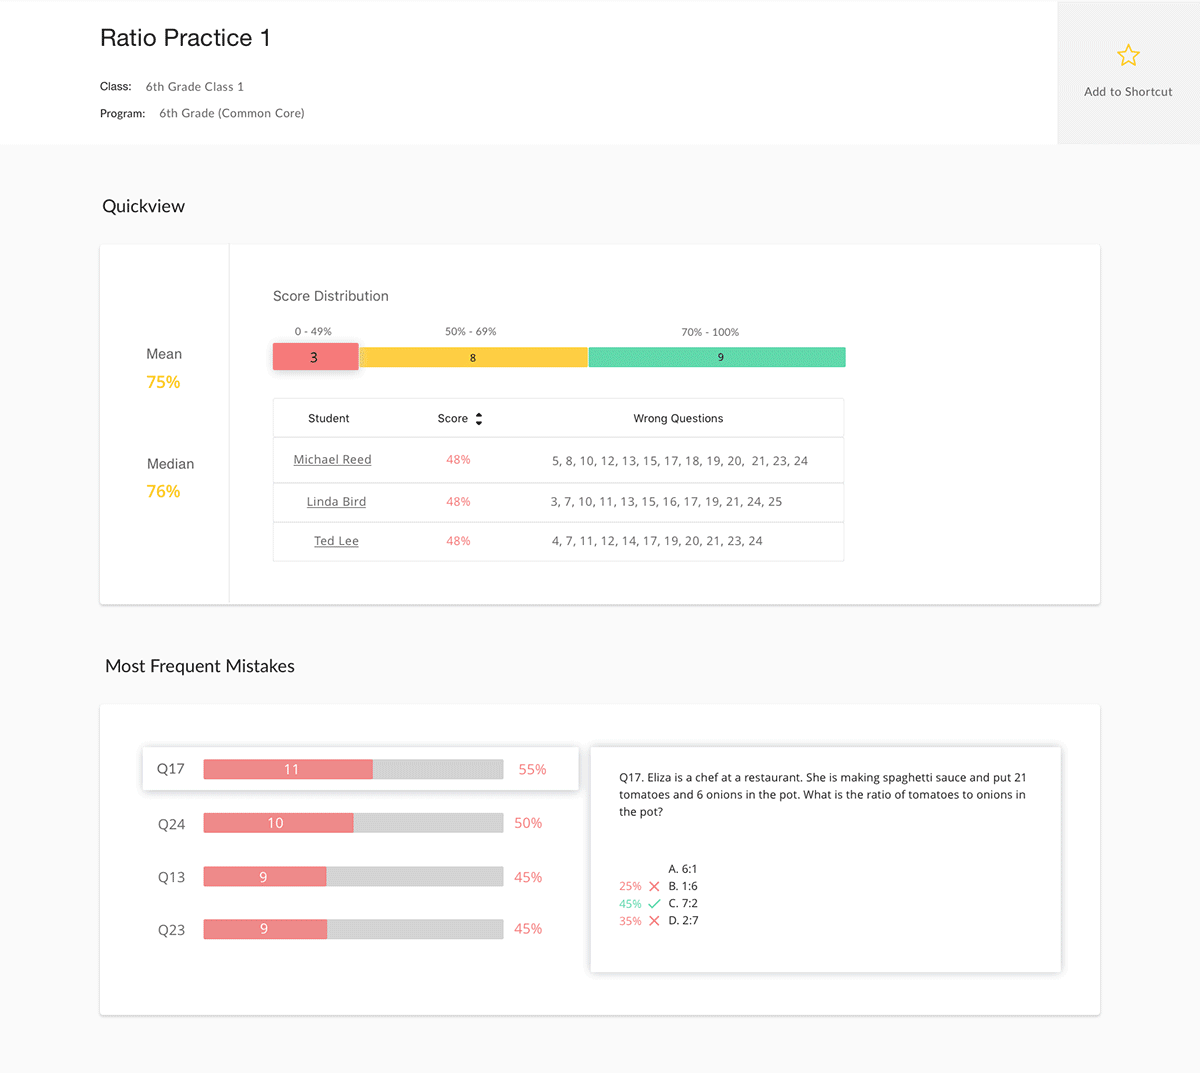 Ratio Practice 1
Class: 6th Grade Class 1
Program: 6th Grade (Common Core)
Add to Shortcut
Quickview
Mean
75%
Median
76%
Score Distribution
0 - 49% 50% - 69% 70% - 100%
3 8 9
Student Score Wrong Questions
Michael Reed 48% 5, 8, 10, 12, 13, 15, 17, 18, 19, 20, 21, 23, 24
Linda Bird 48% 3, 7, 10, 11, 13, 15, 16, 17, 19, 21, 24, 25
Ted Lee 48% 4, 7, 11, 12, 14, 17, 19, 20, 21, 23, 24
Most Frequent Mistakes
Q17 11 55%
Q24 10 50%
Q13 9 45%
Q23 9 45%
Q17. Eliza is a chef at a restaurant. She is making spaghetti sauce and put 21
tomatoes and 6 onions in the pot. What is the ratio of tomatoes to onions in
the pot?
A. 6:1
25% B. 1:6
45% C. 7:2
35% D. 2:7